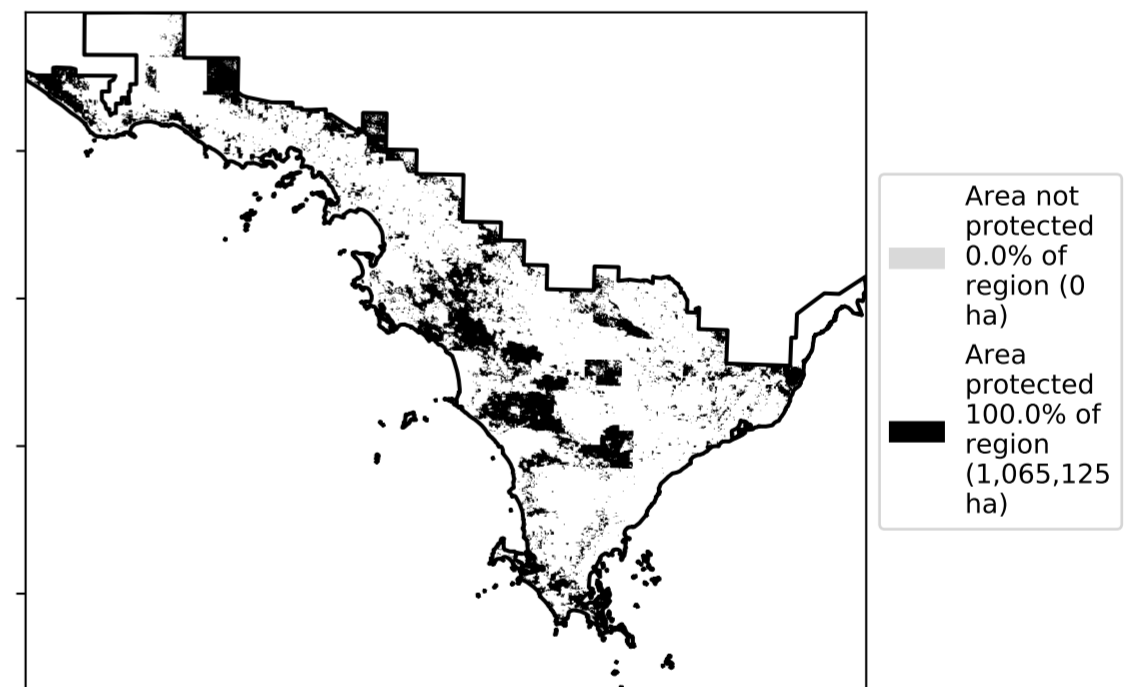 Area not
protected
0.0% of
region (0
ha)
Area
protected
100.0% of
region
(1,065,125
ha)